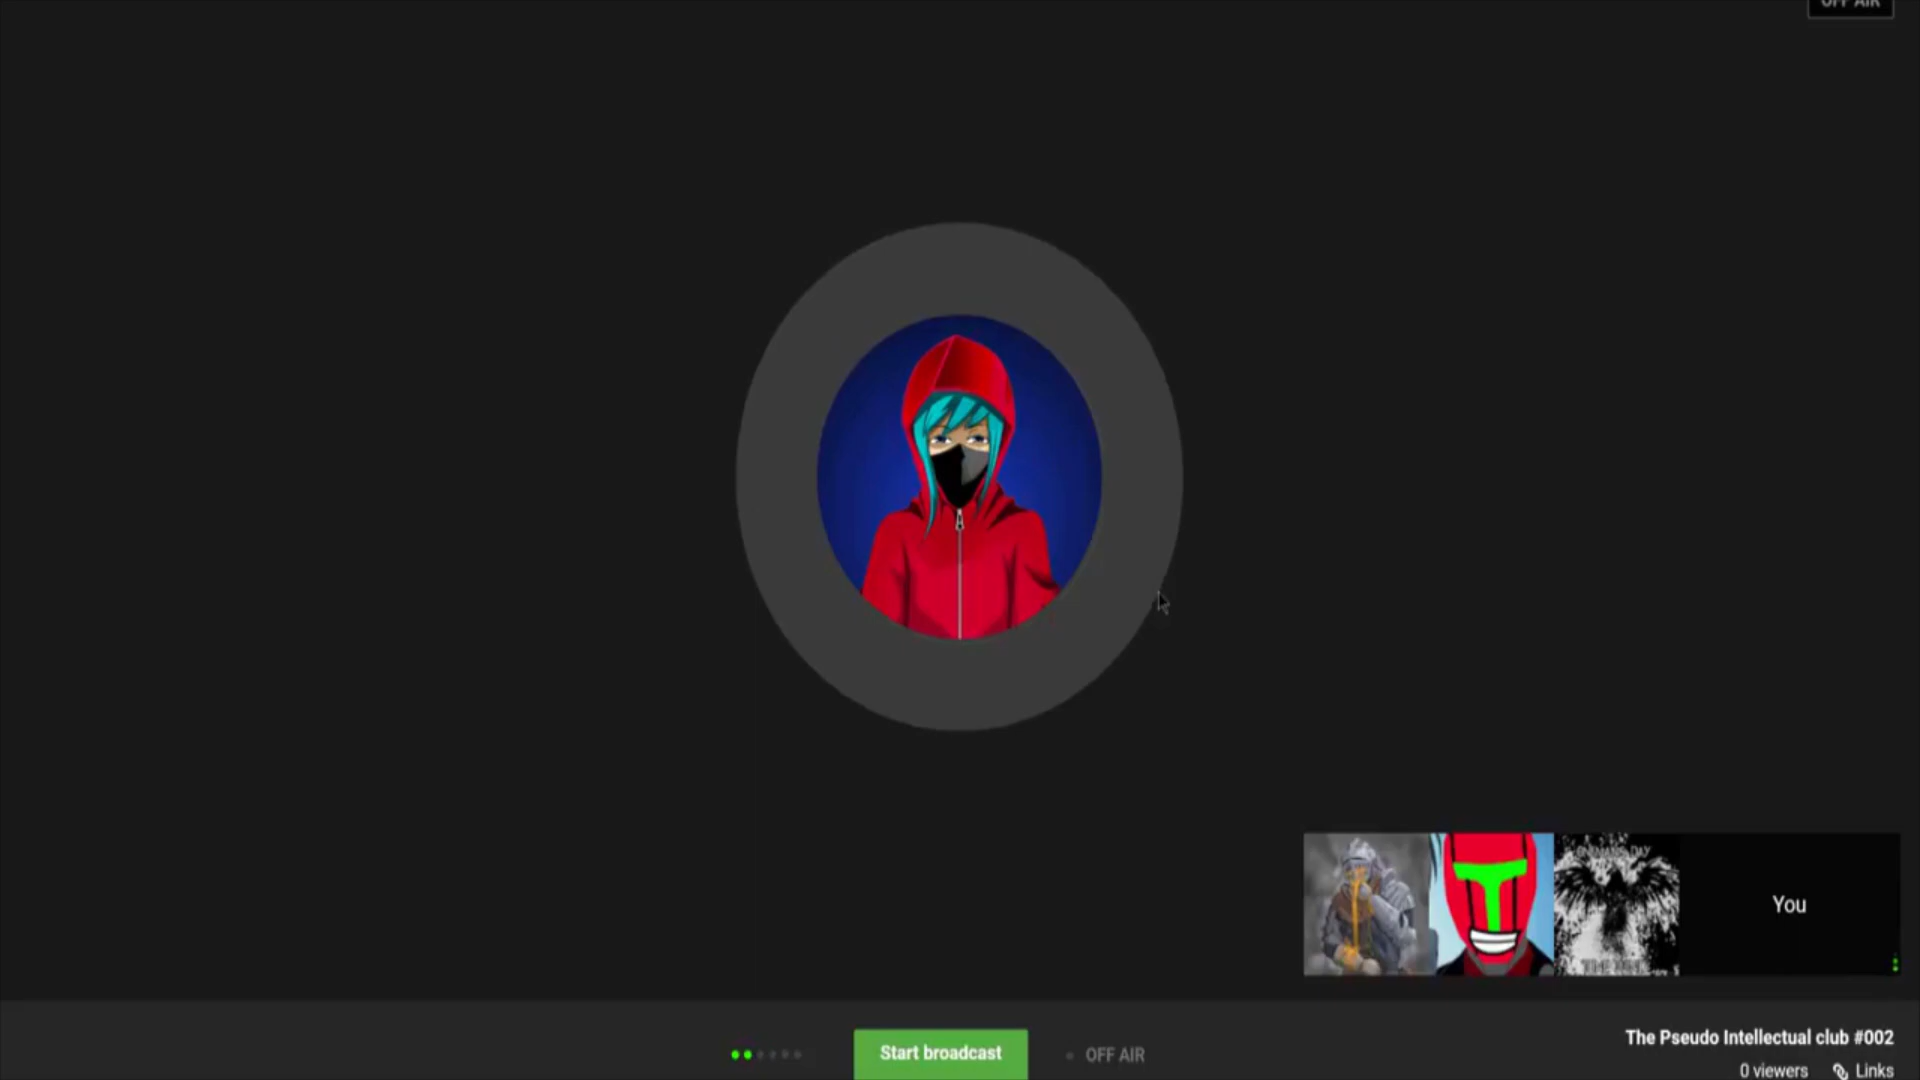 OFF AIR
You
Start broadcast
OFF AIR
The Pseudo Intellectual club #002
0 viewers
Links